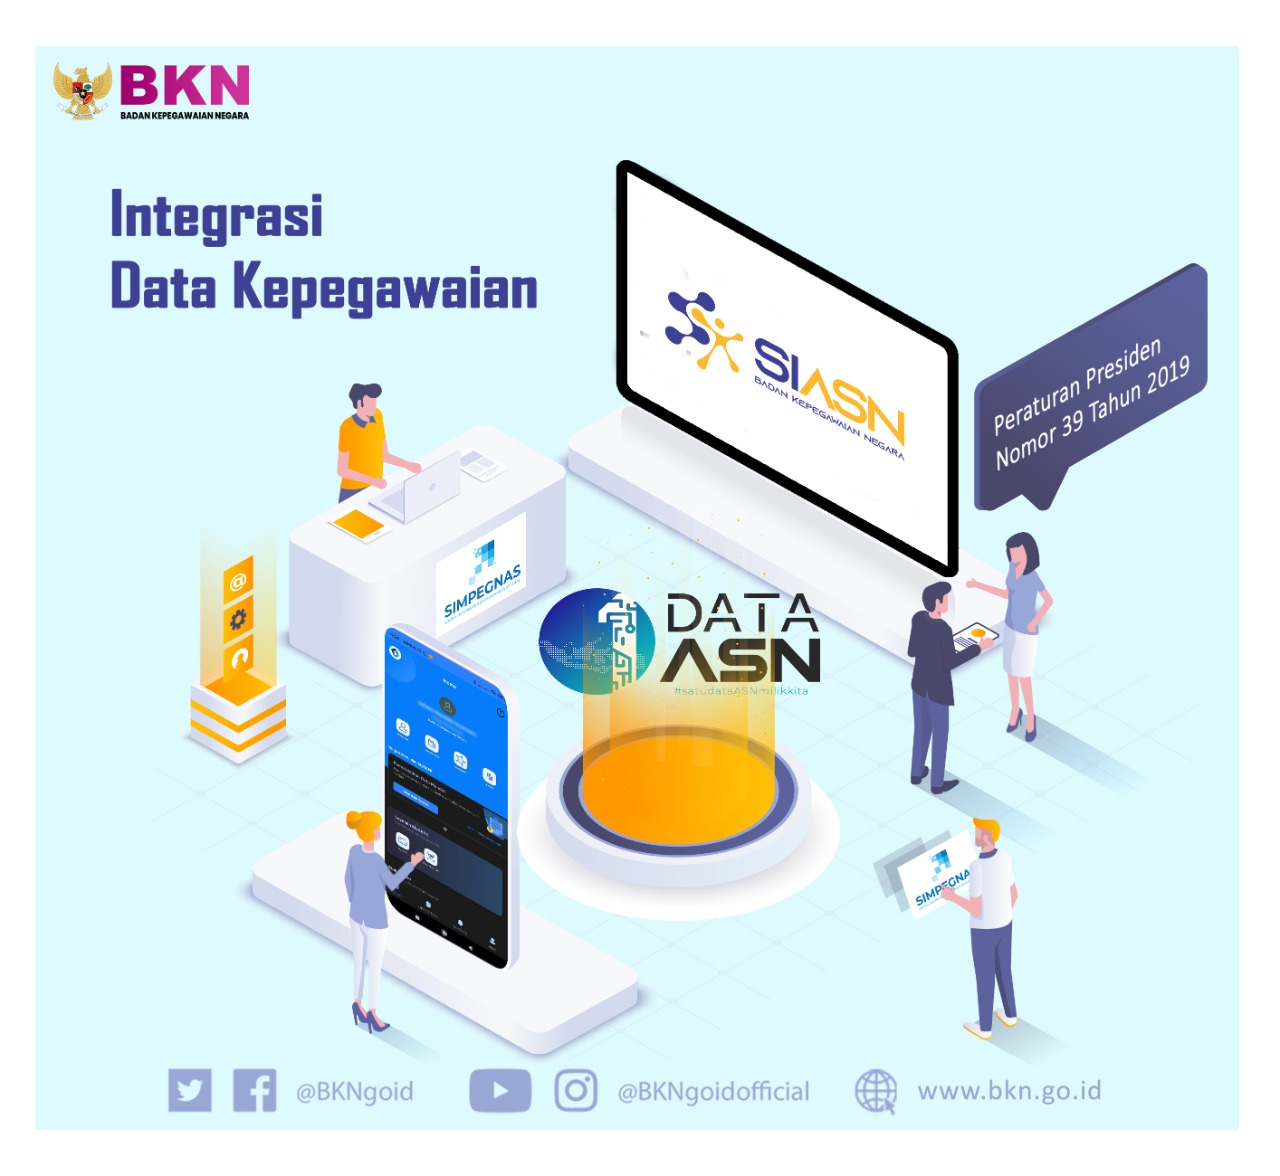 BKN
BADAN KEPEGAWAIAN NEGARA
Integrasi
Data Kepegawaian
SIASN
BADAN KEPEGAWAIAN NEGARA
Peraturan Presiden
Nomor 39 Tahun 2019
SIMPEGNAS
@
DATA
ASN
#satudataASNmilikkita
SIMPEGNAS
@BKNgoid
@BKNgoidofficial
www.bkn.go.id